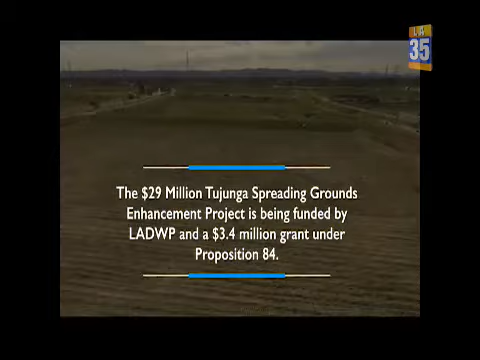 LA
35
The $29 Million Tujunga Spreading Grounds
Enhancement Project is being funded by
LADWP and a $3.4 million grant under
Proposition 84.